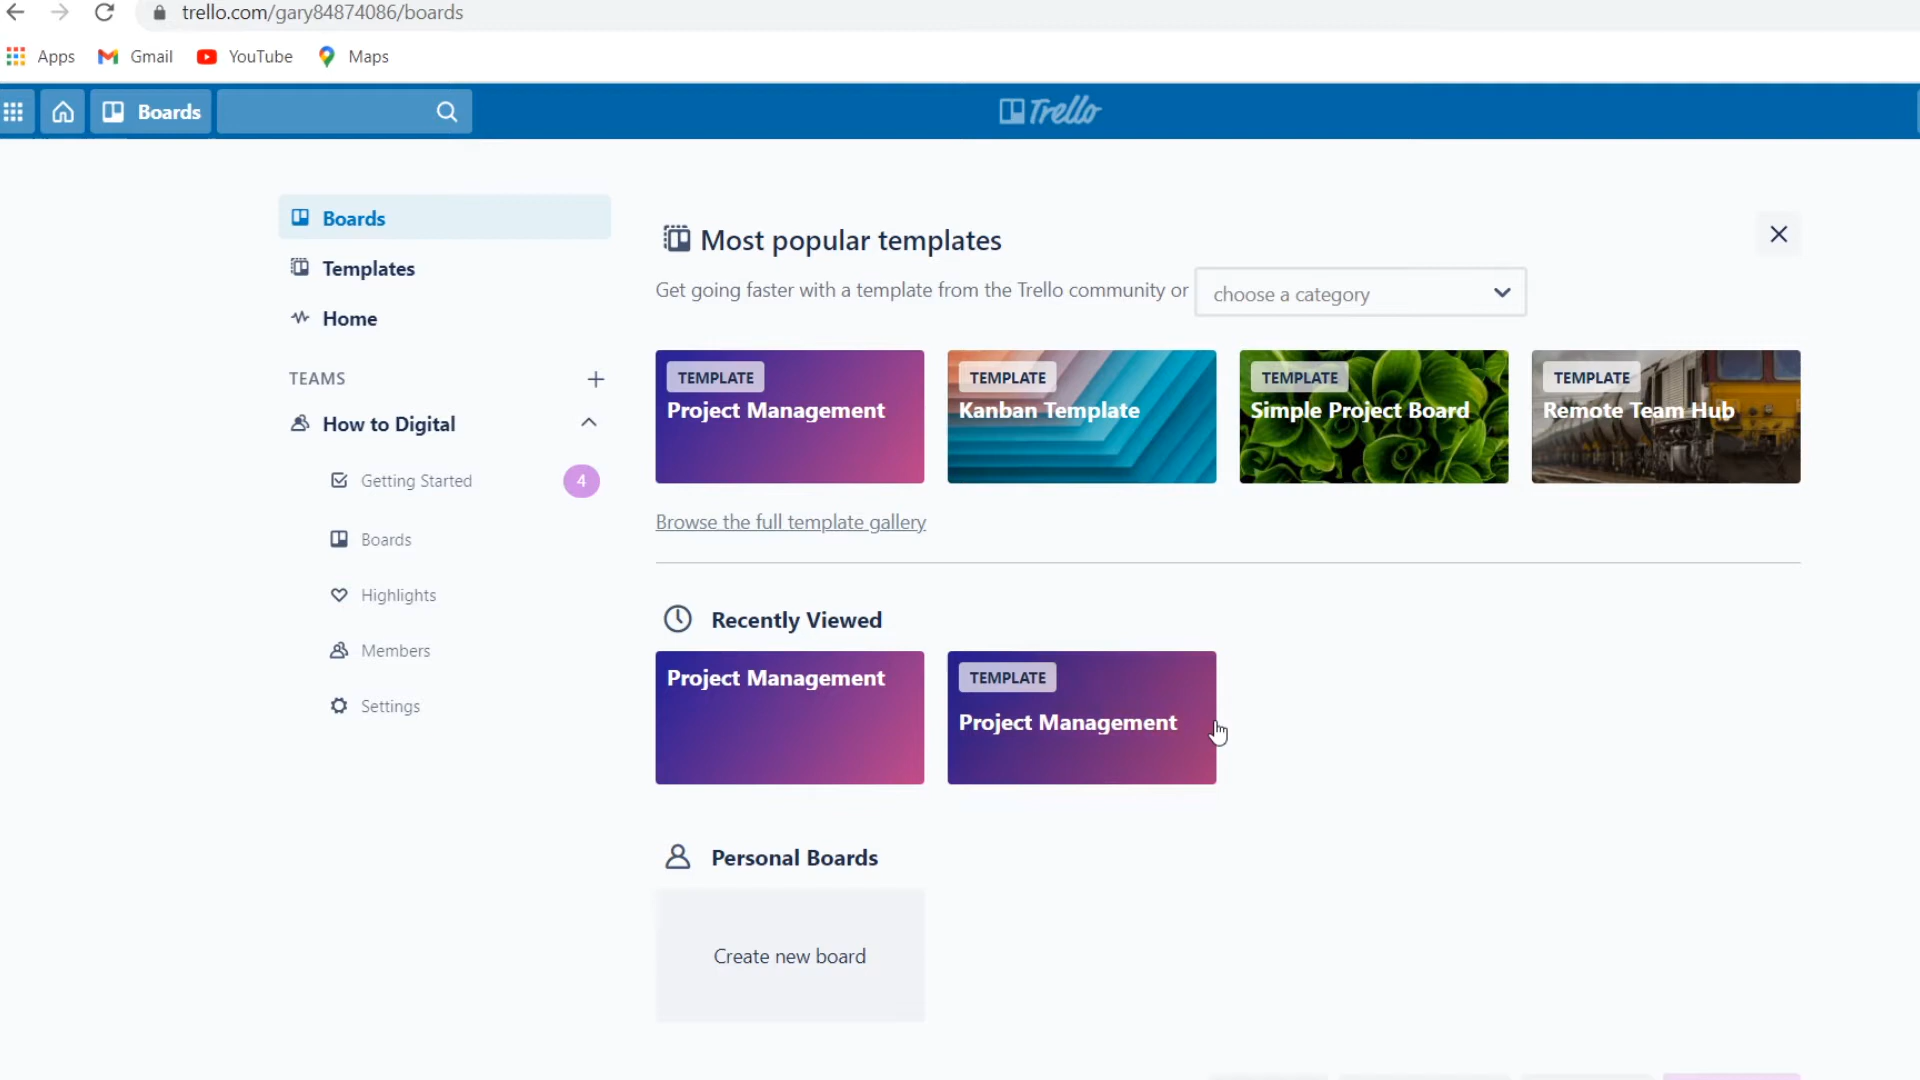 trello.com/gary84874086/boards
Apps Gmail YouTube Maps
Boards Trello
Boards
Templates
Home
TEAMS
How to Digital
Getting Started 4
Boards
Highlights
Members
Settings
Most popular templates
Get going faster with a template from the Trello community or choose a category
TEMPLATE
Project Management
TEMPLATE
Kanban Template
TEMPLATE
Simple Project Board
TEMPLATE
Remote Team Hub
Browse the full template gallery
Recently Viewed
Project Management
TEMPLATE
Project Management
Personal Boards
Create new board